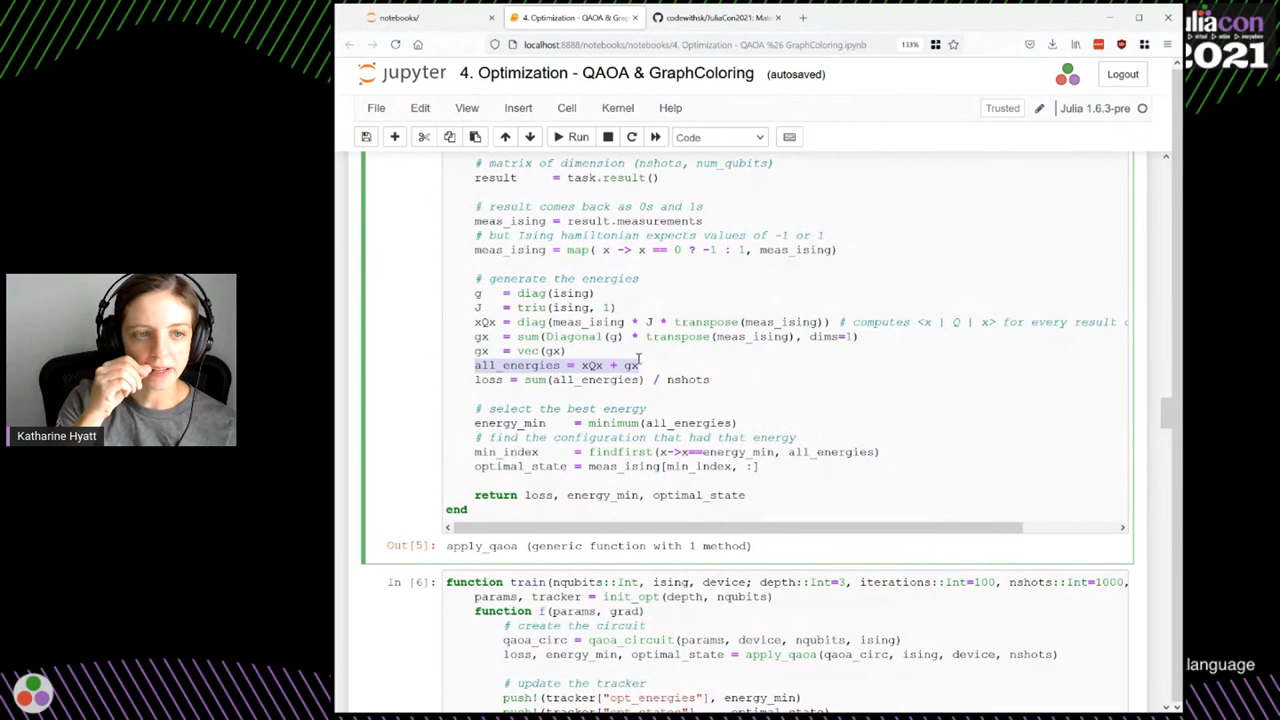 notebooks/
4. Optimization - QAOA & Grap
codewithsk/JuliaCon2021: Mate
localhost:8888/notebooks/notebooks/4. Optimization - QAOA %26 GraphColoring.ipynb
133%
jupyter
4. Optimization - QAOA & GraphColoring
(autosaved)
Logout
File
Edit
View
Insert
Cell
Kernel
Help
Trusted
Julia 1.6.3-pre
Run
Code
# matrix of dimension (nshots, num_qubits)
result = task.result()
# result comes back as 0s and 1s
meas_ising = result.measurements
# but Ising hamiltonian expects values of -1 or 1
meas_ising = map( x -> x == 0 ? -1 : 1, meas_ising)
# generate the energies
g = diag(ising)
J = triu(ising, 1)
xQx = diag(meas_ising * J * transpose(meas_ising)) # computes <x | Q | x> for every result
gx = sum(Diagonal(g) * transpose(meas_ising), dims=1)
gx = vec(gx)
all_energies = xQx + gx
loss = sum(all_energies) / nshots
# select the best energy
energy_min = minimum(all_energies)
# find the configuration that had that energy
min_index = findfirst(x->x==energy_min, all_energies)
optimal_state = meas_ising[min_index, :]
return loss, energy_min, optimal_state
end
Out[5]: apply_qaoa (generic function with 1 method)
In [6]: function train(nqubits::Int, ising, device; depth::Int=3, iterations::Int=100, nshots::Int=1000,
params, tracker = init_opt(depth, nqubits)
function f(params, grad)
# create the circuit
qaoa_circ = qaoa_circuit(params, device, nqubits, ising)
loss, energy_min, optimal_state = apply_qaoa(qaoa_circ, ising, device, nshots)
# update the tracker
push!(tracker["opt_energies"], energy_min)
Katharine Hyatt
uliacon
2021
language